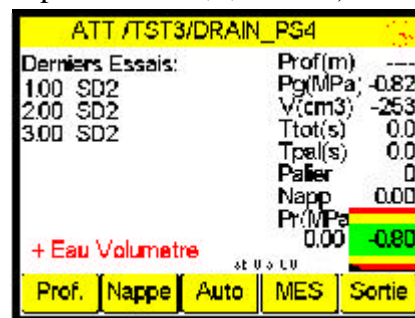 ATT /TST3/DRAIN_PS4
Derniers Essais:
1.00 SD2
2.00 SD2
3.00 SD2
Prof(m) ----
Pg(MPa) -0.82
V(cm3) -253
Ttot(s) 0.0
Tpal(s) 0.0
Palier 0
Napp 0.00
Pr(MPa
0.00 -0.80
+ Eau Volumetre
Prof. Nappe Auto MES Sortie